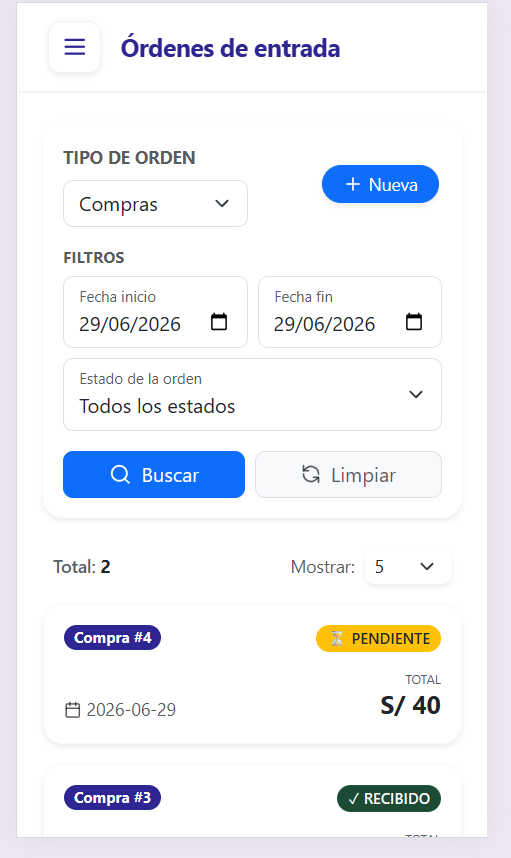 Órdenes de entrada
TIPO DE ORDEN
Compras
+ Nueva
FILTROS
Fecha inicio
29/06/2026
Fecha fin
29/06/2026
Estado de la orden
Todos los estados
Buscar
Limpiar
Total: 2
Mostrar: 5
Compra #4
⏳ PENDIENTE
TOTAL
2026-06-29
S/ 40
Compra #3
✓ RECIBIDO
TOTAL